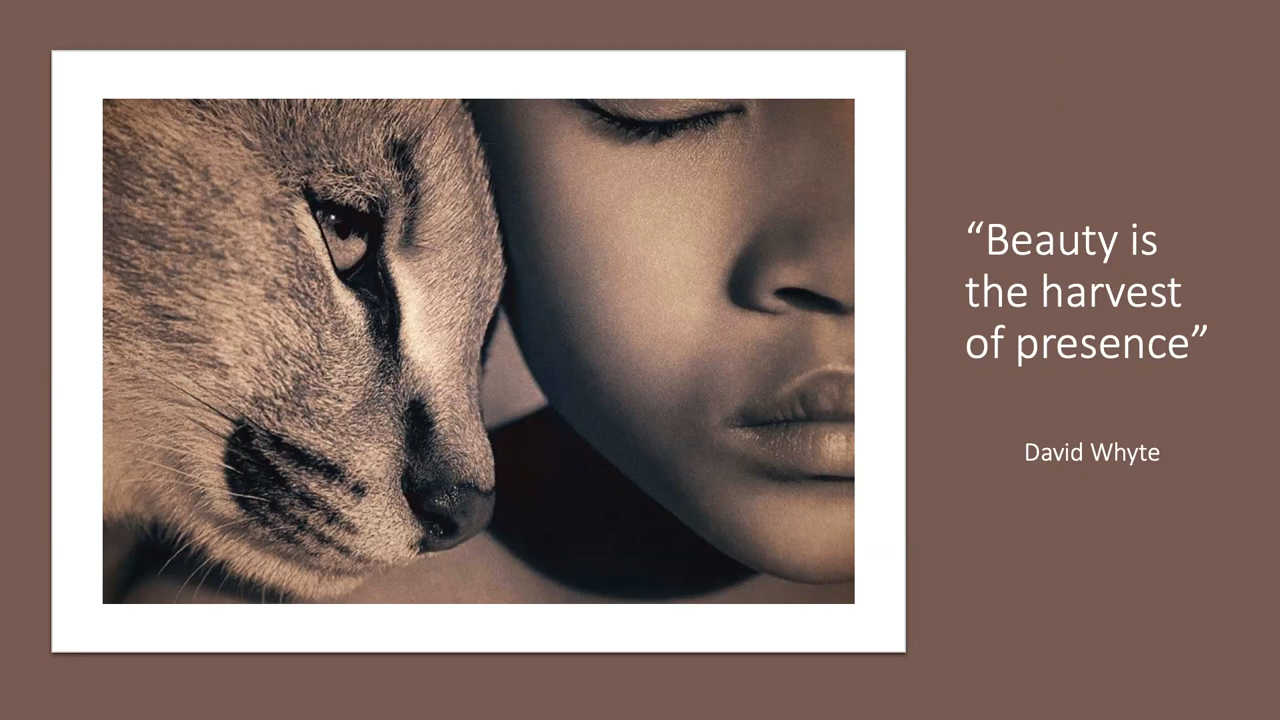 “Beauty is
the harvest
of presence”
David Whyte